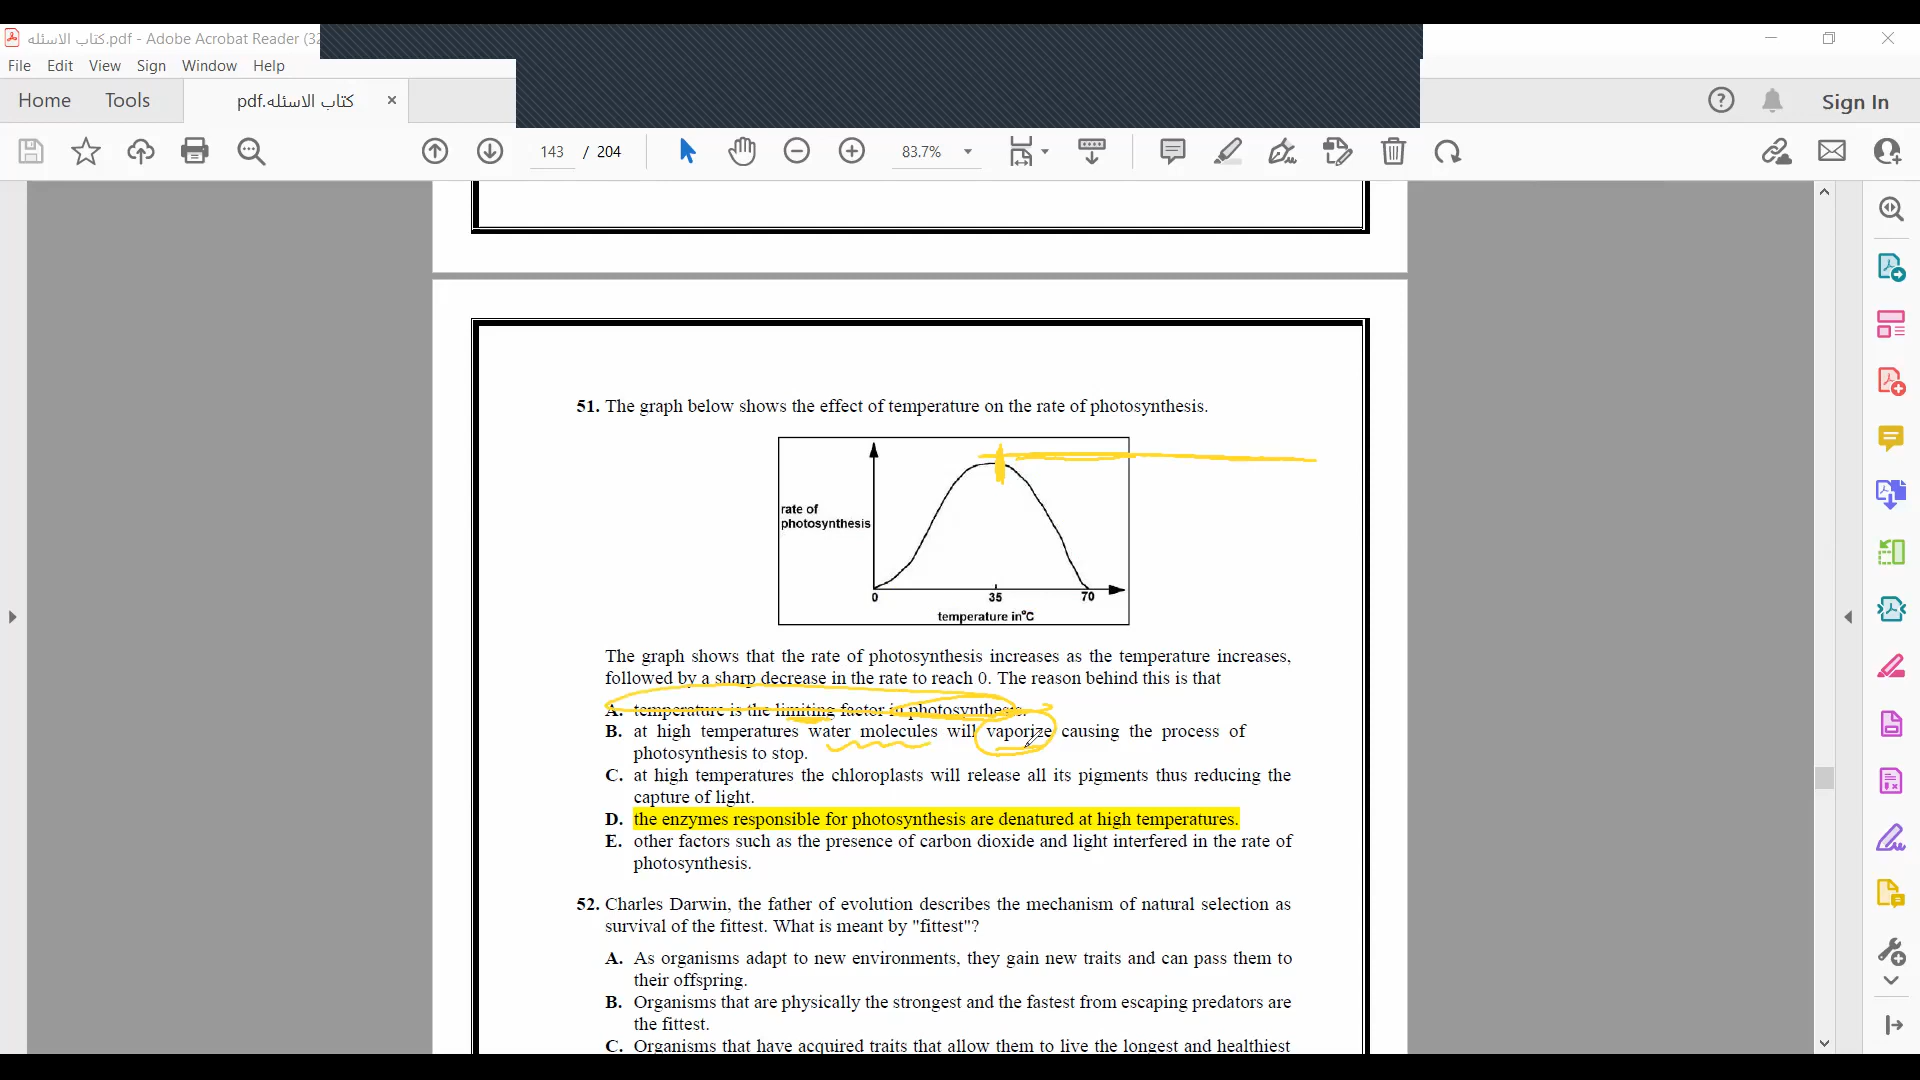 كتاب الاسئله.pdf - Adobe Acrobat Reader (32
File Edit View Sign Window Help
Home Tools كتاب الاسئله.pdf × Sign In
143 / 204 83.7%
51. The graph below shows the effect of temperature on the rate of photosynthesis.
rate of
photosynthesis
0 35 70
temperature in°C
The graph shows that the rate of photosynthesis increases as the temperature increases,
followed by a sharp decrease in the rate to reach 0. The reason behind this is that
A. temperature is the limiting factor in photosynthesis.
B. at high temperatures water molecules will vaporize causing the process of
photosynthesis to stop.
C. at high temperatures the chloroplasts will release all its pigments thus reducing the
capture of light.
D. the enzymes responsible for photosynthesis are denatured at high temperatures.
E. other factors such as the presence of carbon dioxide and light interfered in the rate of
photosynthesis.
52. Charles Darwin, the father of evolution describes the mechanism of natural selection as
survival of the fittest. What is meant by "fittest"?
A. As organisms adapt to new environments, they gain new traits and can pass them to
their offspring.
B. Organisms that are physically the strongest and the fastest from escaping predators are
the fittest.
C. Organisms that have acquired traits that allow them to live the longest and healthiest